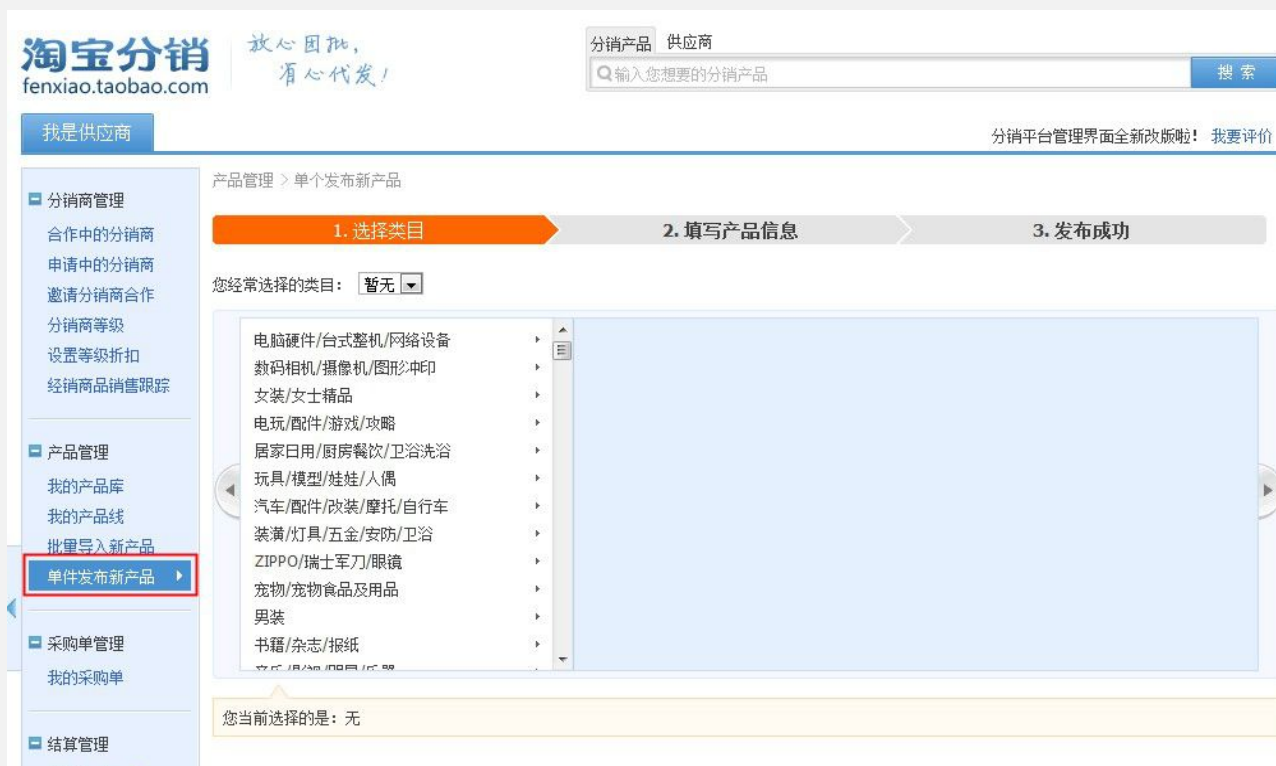 淘宝分销
fenxiao.taobao.com
放心团批,
省心代发!
分销产品 供应商
输入您想要的分销产品
搜索
我是供应商
分销平台管理界面全新改版啦! 我要评价
分销商管理
合作中的分销商
申请中的分销商
邀请分销商合作
分销商等级
设置等级折扣
经销商品销售跟踪
产品管理
我的产品库
我的产品线
批量导入新产品
单件发布新产品
采购单管理
我的采购单
结算管理
产品管理 > 单个发布新产品
1. 选择类目
2. 填写产品信息
3. 发布成功
您经常选择的类目: 暂无
电脑硬件/台式整机/网络设备
数码相机/摄像机/图形冲印
女装/女士精品
电玩/配件/游戏/攻略
居家日用/厨房餐饮/卫浴洗浴
玩具/模型/娃娃/人偶
汽车/配件/改装/摩托/自行车
装潢/灯具/五金/安防/卫浴
ZIPPO/瑞士军刀/眼镜
宠物/宠物食品及用品
男装
书籍/杂志/报纸
音乐/影视/明星/乐器
您当前选择的是: 无